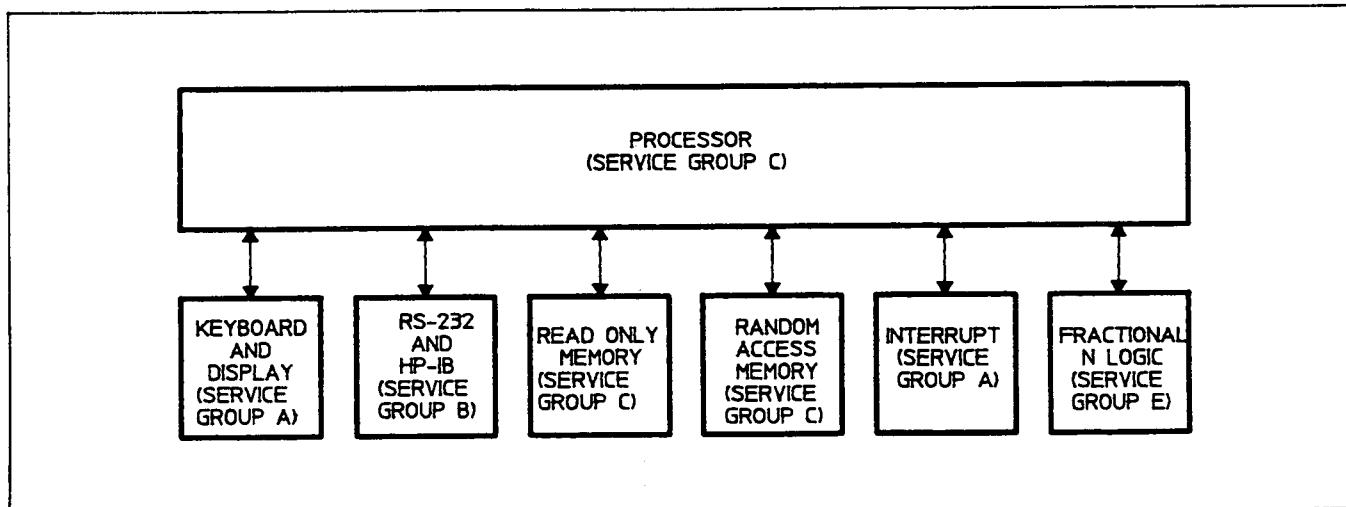 PROCESSOR
(SERVICE GROUP C)
KEYBOARD
AND
DISPLAY
(SERVICE
GROUP A)
RS-232
AND
HP-IB
(SERVICE
GROUP B)
READ ONLY
MEMORY
(SERVICE
GROUP C)
RANDOM
ACCESS
MEMORY
(SERVICE
GROUP C)
INTERRUPT
(SERVICE
GROUP A)
FRACTIONAL
N LOGIC
(SERVICE
GROUP E)